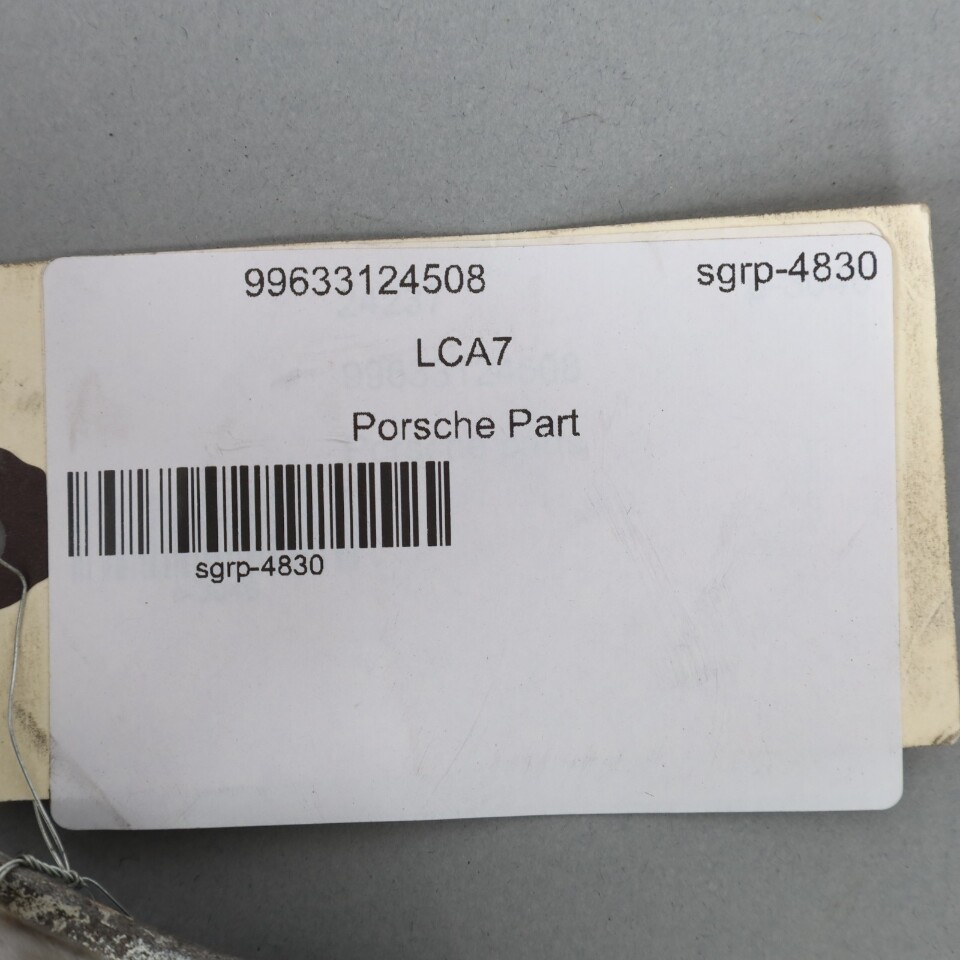 99633124508 sgrp-4830
LCA7
Porsche Part
sgrp-4830